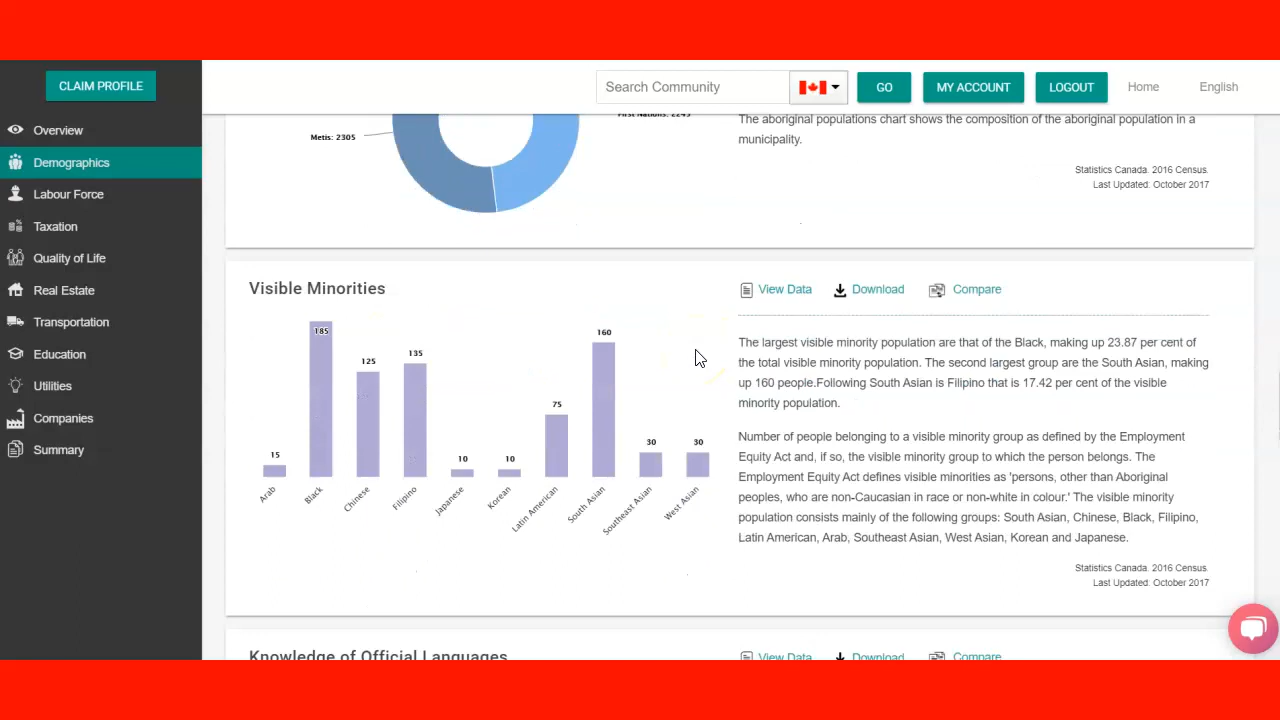 CLAIM PROFILE
Search Community
GO
MY ACCOUNT
LOGOUT
Home
English
Overview
Demographics
Labour Force
Taxation
Quality of Life
Real Estate
Transportation
Education
Utilities
Companies
Summary
Metis: 2305
First Nations: 2245
The aboriginal populations chart shows the composition of the aboriginal population in a
municipality.
Statistics Canada. 2016 Census.
Last Updated: October 2017
Visible Minorities
View Data
Download
Compare
185
125
135
15
10
10
75
160
30
30
Arab
Black
Chinese
Filipino
Japanese
Korean
Latin American
South Asian
Southeast Asian
West Asian
The largest visible minority population are that of the Black, making up 23.87 per cent of
the total visible minority population. The second largest group are the South Asian, making
up 160 people.Following South Asian is Filipino that is 17.42 per cent of the visible
minority population.
Number of people belonging to a visible minority group as defined by the Employment
Equity Act and, if so, the visible minority group to which the person belongs. The
Employment Equity Act defines visible minorities as 'persons, other than Aboriginal
peoples, who are non-Caucasian in race or non-white in colour.' The visible minority
population consists mainly of the following groups: South Asian, Chinese, Black, Filipino,
Latin American, Arab, Southeast Asian, West Asian, Korean and Japanese.
Statistics Canada. 2016 Census.
Last Updated: October 2017
Knowledge of Official Languages
View Data
Download
Compare